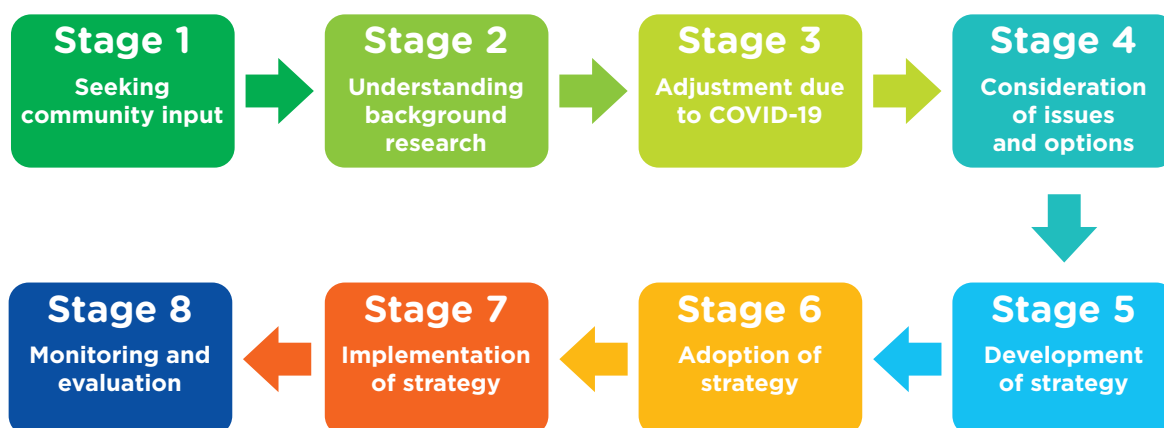 Stage 1
Seeking
community input
Stage 2
Understanding
background
research
Stage 3
Adjustment due
to COVID-19
Stage 4
Consideration
of issues
and options
Stage 5
Development
of strategy
Stage 6
Adoption of
strategy
Stage 7
Implementation
of strategy
Stage 8
Monitoring and
evaluation